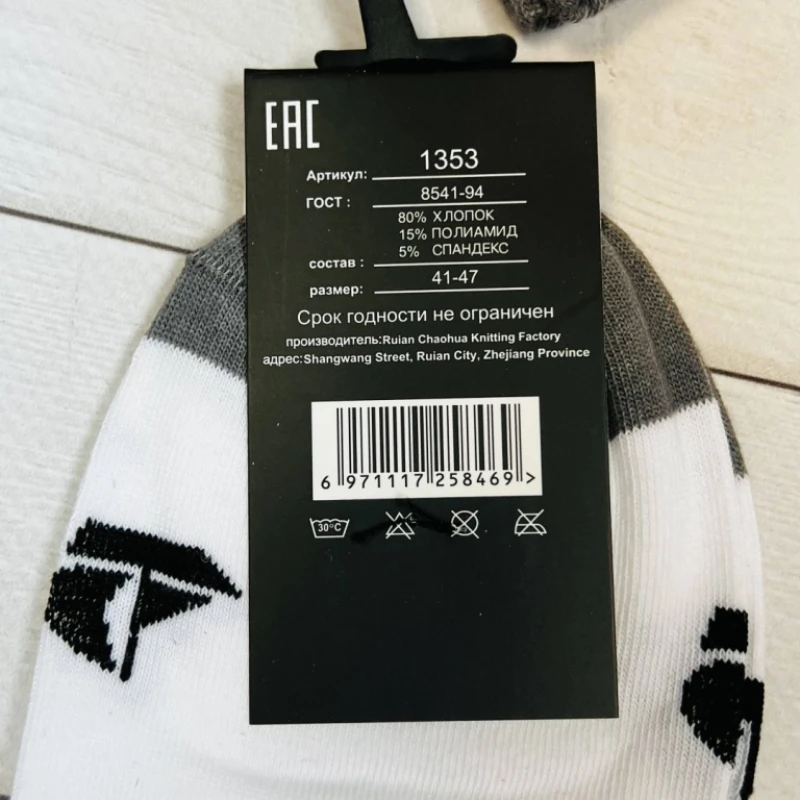 EAC
Артикул: 1353
ГОСТ : 8541-94
80% ХЛОПОК
15% ПОЛИАМИД
5% СПАНДЕКС
состав :
размер: 41-47
Срок годности не ограничен
производитель:Ruian Chaohua Knitting Factory
адрес:Shangwang Street, Ruian City, Zhejiang Province
6 971117 258469 >
30°C